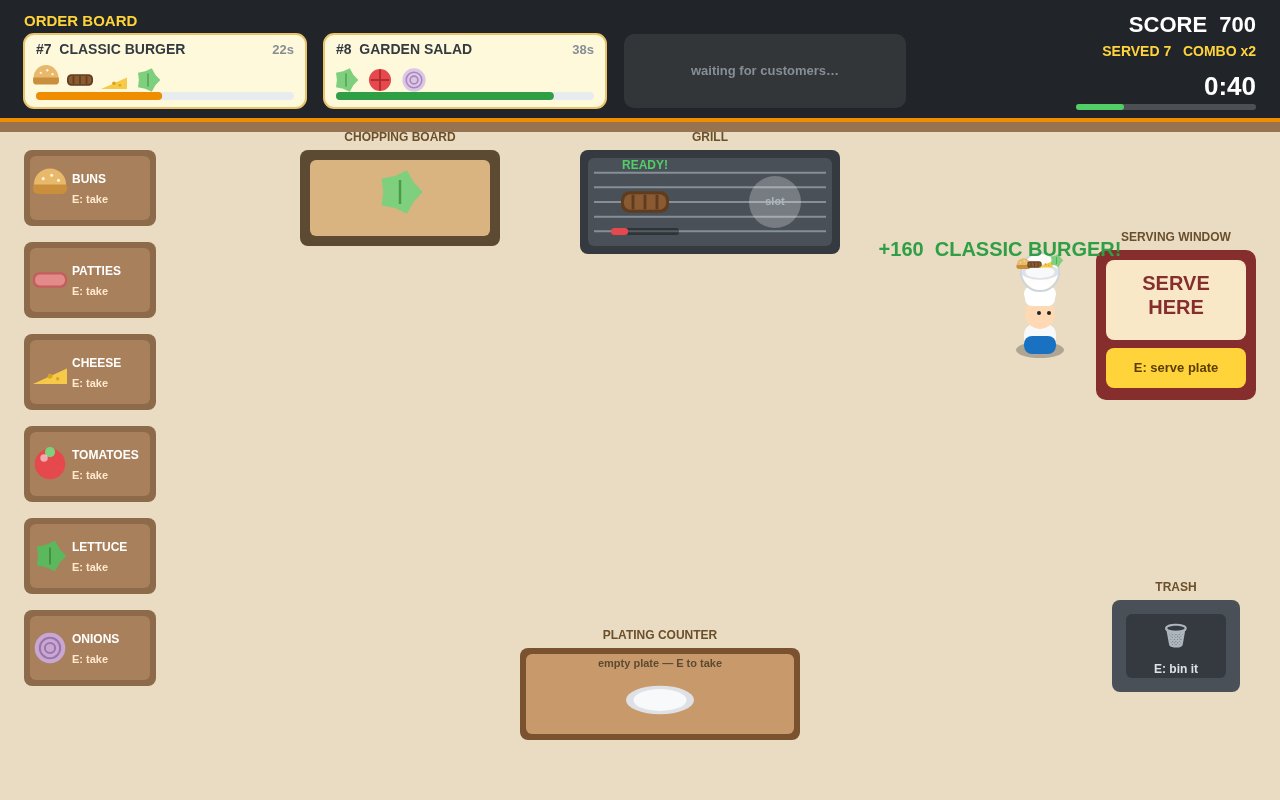 ORDER BOARD
#7 CLASSIC BURGER 22s
#8 GARDEN SALAD 38s
waiting for customers…
SCORE 700
SERVED 7 COMBO x2
0:40
CHOPPING BOARD
GRILL
READY!
slot
+160 CLASSIC BURGER!
SERVING WINDOW
SERVE
HERE
E: serve plate
BUNS
E: take
PATTIES
E: take
CHEESE
E: take
TOMATOES
E: take
LETTUCE
E: take
ONIONS
E: take
PLATING COUNTER
empty plate — E to take
TRASH
E: bin it